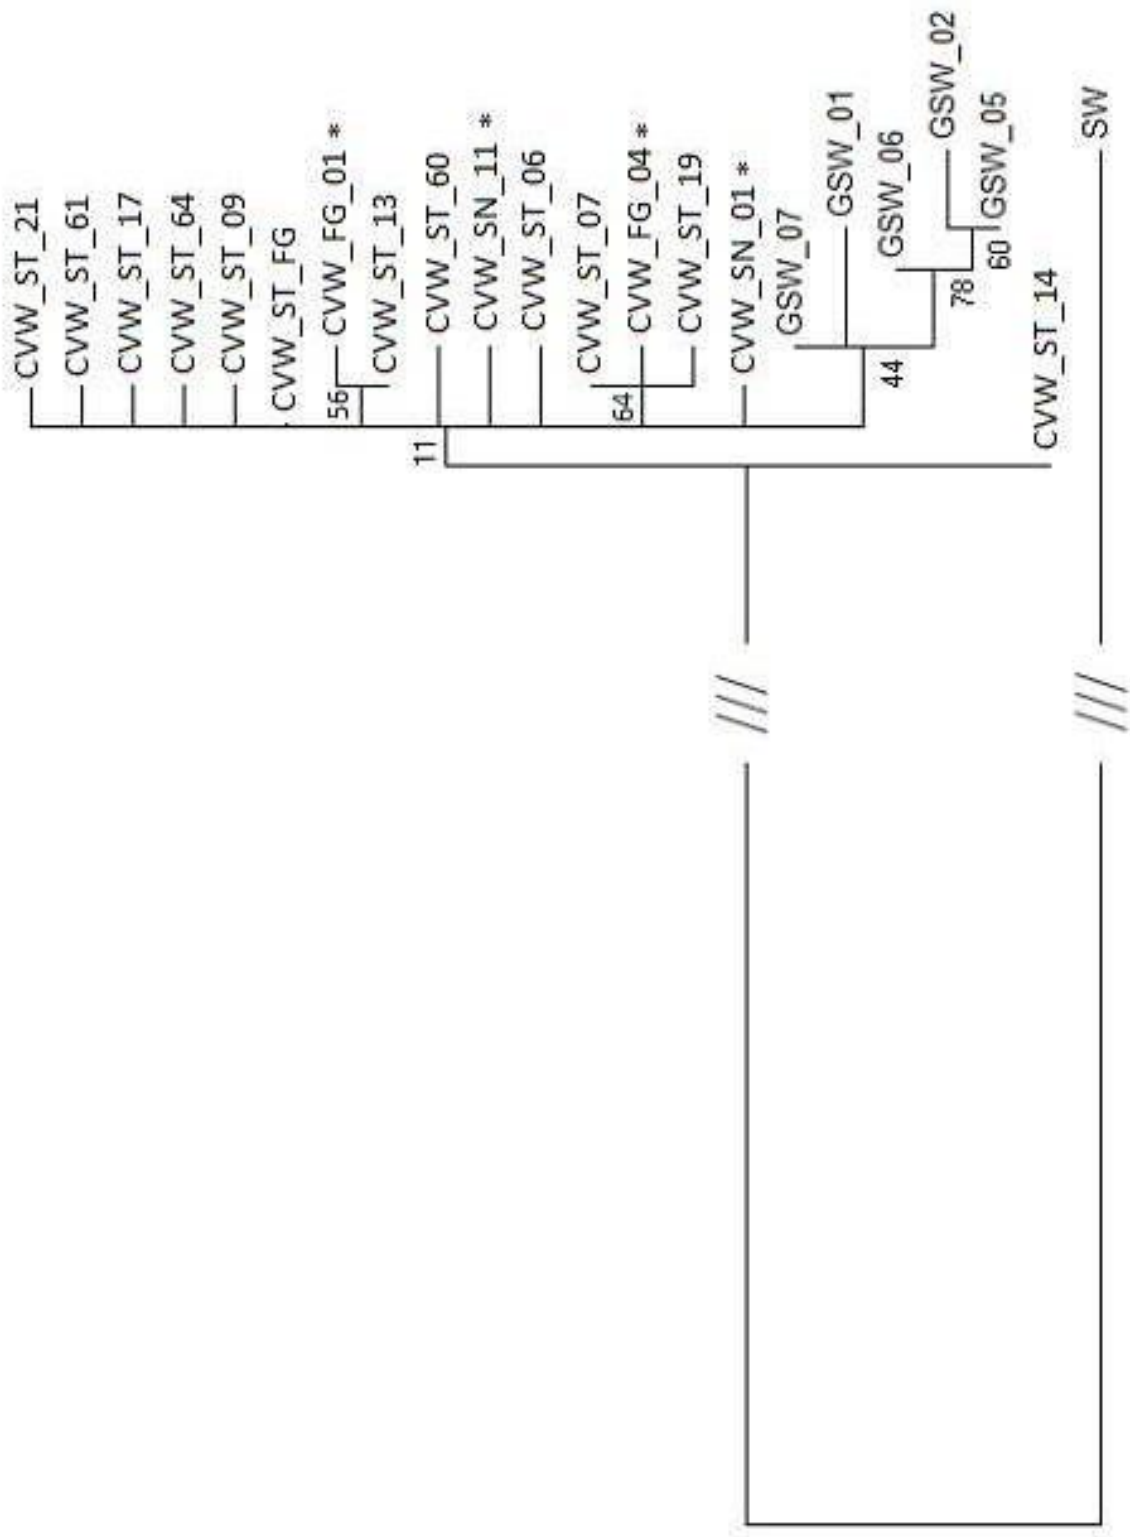 CVW_ST_21
CVW_ST_61
CVW_ST_17
CVW_ST_64
CVW_ST_09
CVW_ST_FG
CVW_FG_01 *
56
CVW_ST_13
CVW_ST_60
11
CVW_SN_11 *
CVW_ST_06
CVW_ST_07
64
CVW_FG_04 *
CVW_ST_19
CVW_SN_01 *
GSW_07
GSW_01
44
GSW_06
78
GSW_02
60
GSW_05
CVW_ST_14
SW